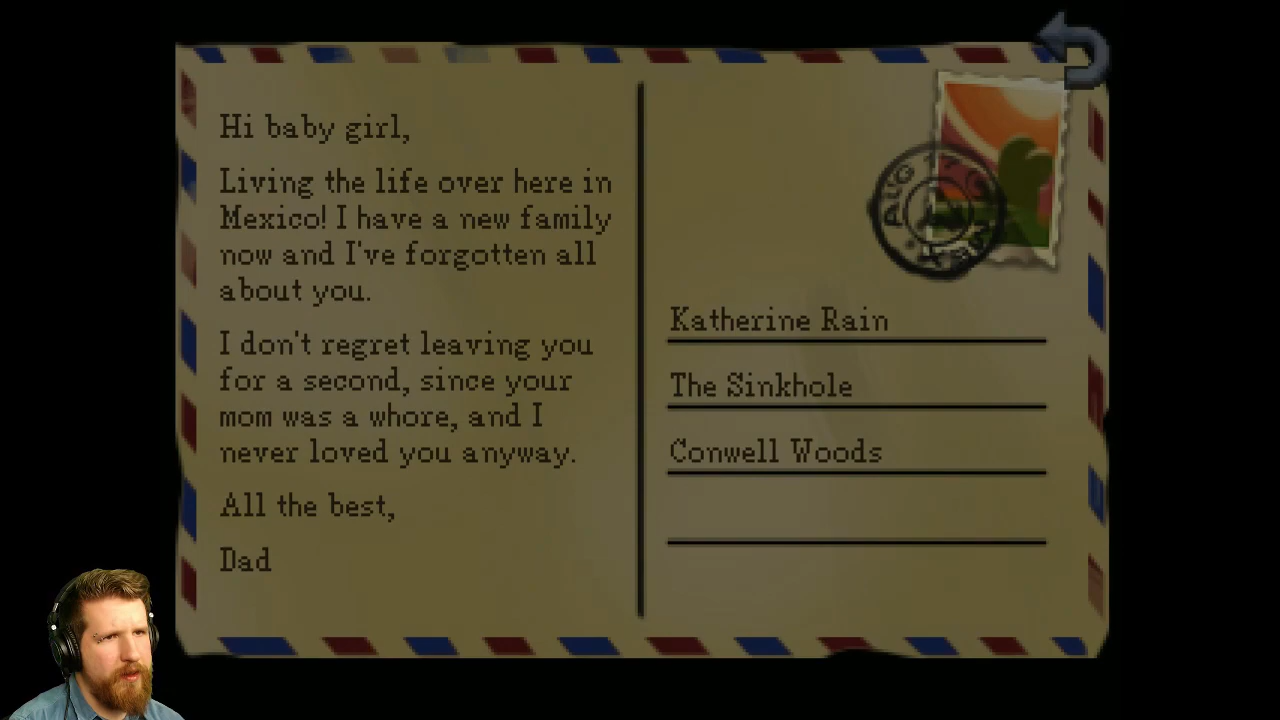 Hi baby girl,
Living the life over here in
Mexico! I have a new family
now and I've forgotten all
about you.
I don't regret leaving you
for a second, since your
mom was a whore, and I
never loved you anyway.
All the best,
Dad
AUG 17
Katherine Rain
The Sinkhole
Conwell Woods